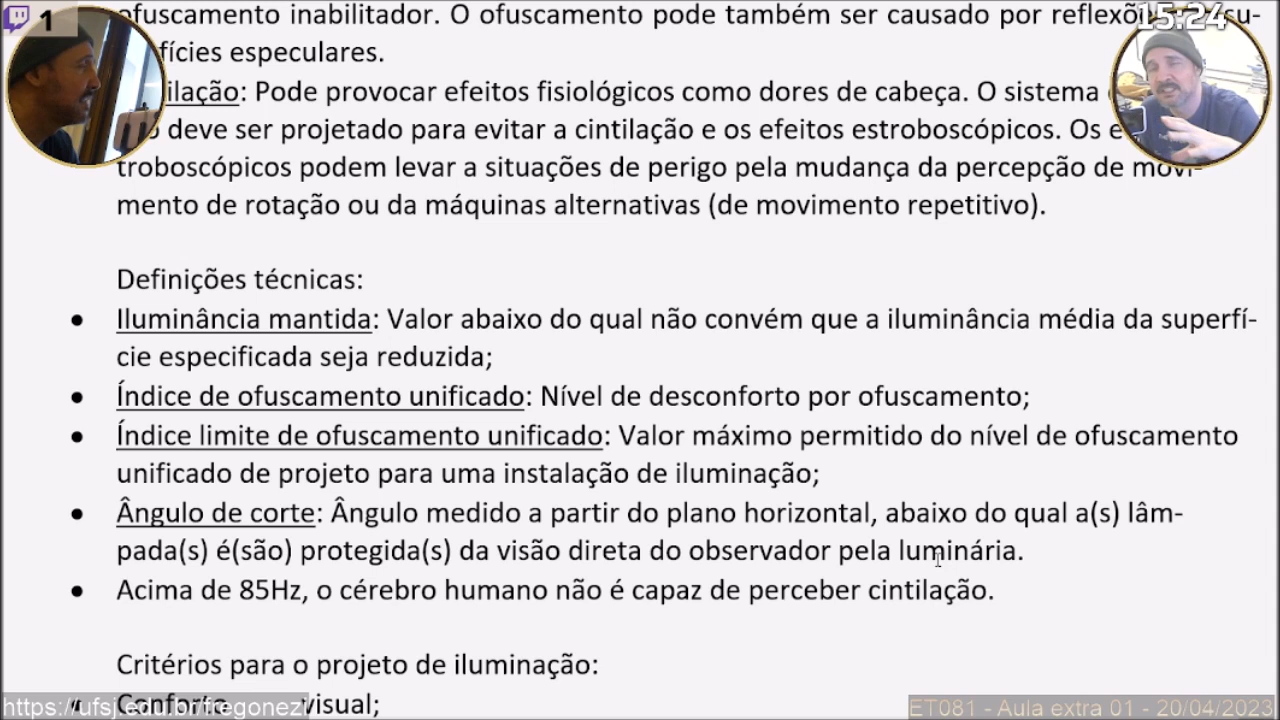 1
15:24
ofuscamento inabilitador. O ofuscamento pode também ser causado por reflexõ su-
fícies especulares.
ilação: Pode provocar efeitos fisiológicos como dores de cabeça. O sistema
deve ser projetado para evitar a cintilação e os efeitos estroboscópicos. Os e
troboscópicos podem levar a situações de perigo pela mudança da percepção de movi-
mento de rotação ou da máquinas alternativas (de movimento repetitivo).
Definições técnicas:
• Iluminância mantida: Valor abaixo do qual não convém que a iluminância média da superfí-
cie especificada seja reduzida;
• Índice de ofuscamento unificado: Nível de desconforto por ofuscamento;
• Índice limite de ofuscamento unificado: Valor máximo permitido do nível de ofuscamento
unificado de projeto para uma instalação de iluminação;
• Ângulo de corte: Ângulo medido a partir do plano horizontal, abaixo do qual a(s) lâm-
pada(s) é(são) protegida(s) da visão direta do observador pela luminária.
• Acima de 85Hz, o cérebro humano não é capaz de perceber cintilação.
Critérios para o projeto de iluminação:
• Conforto visual;
https://ufsj.edu.br/fregonezi
ET081 - Aula extra 01 - 20/04/2023